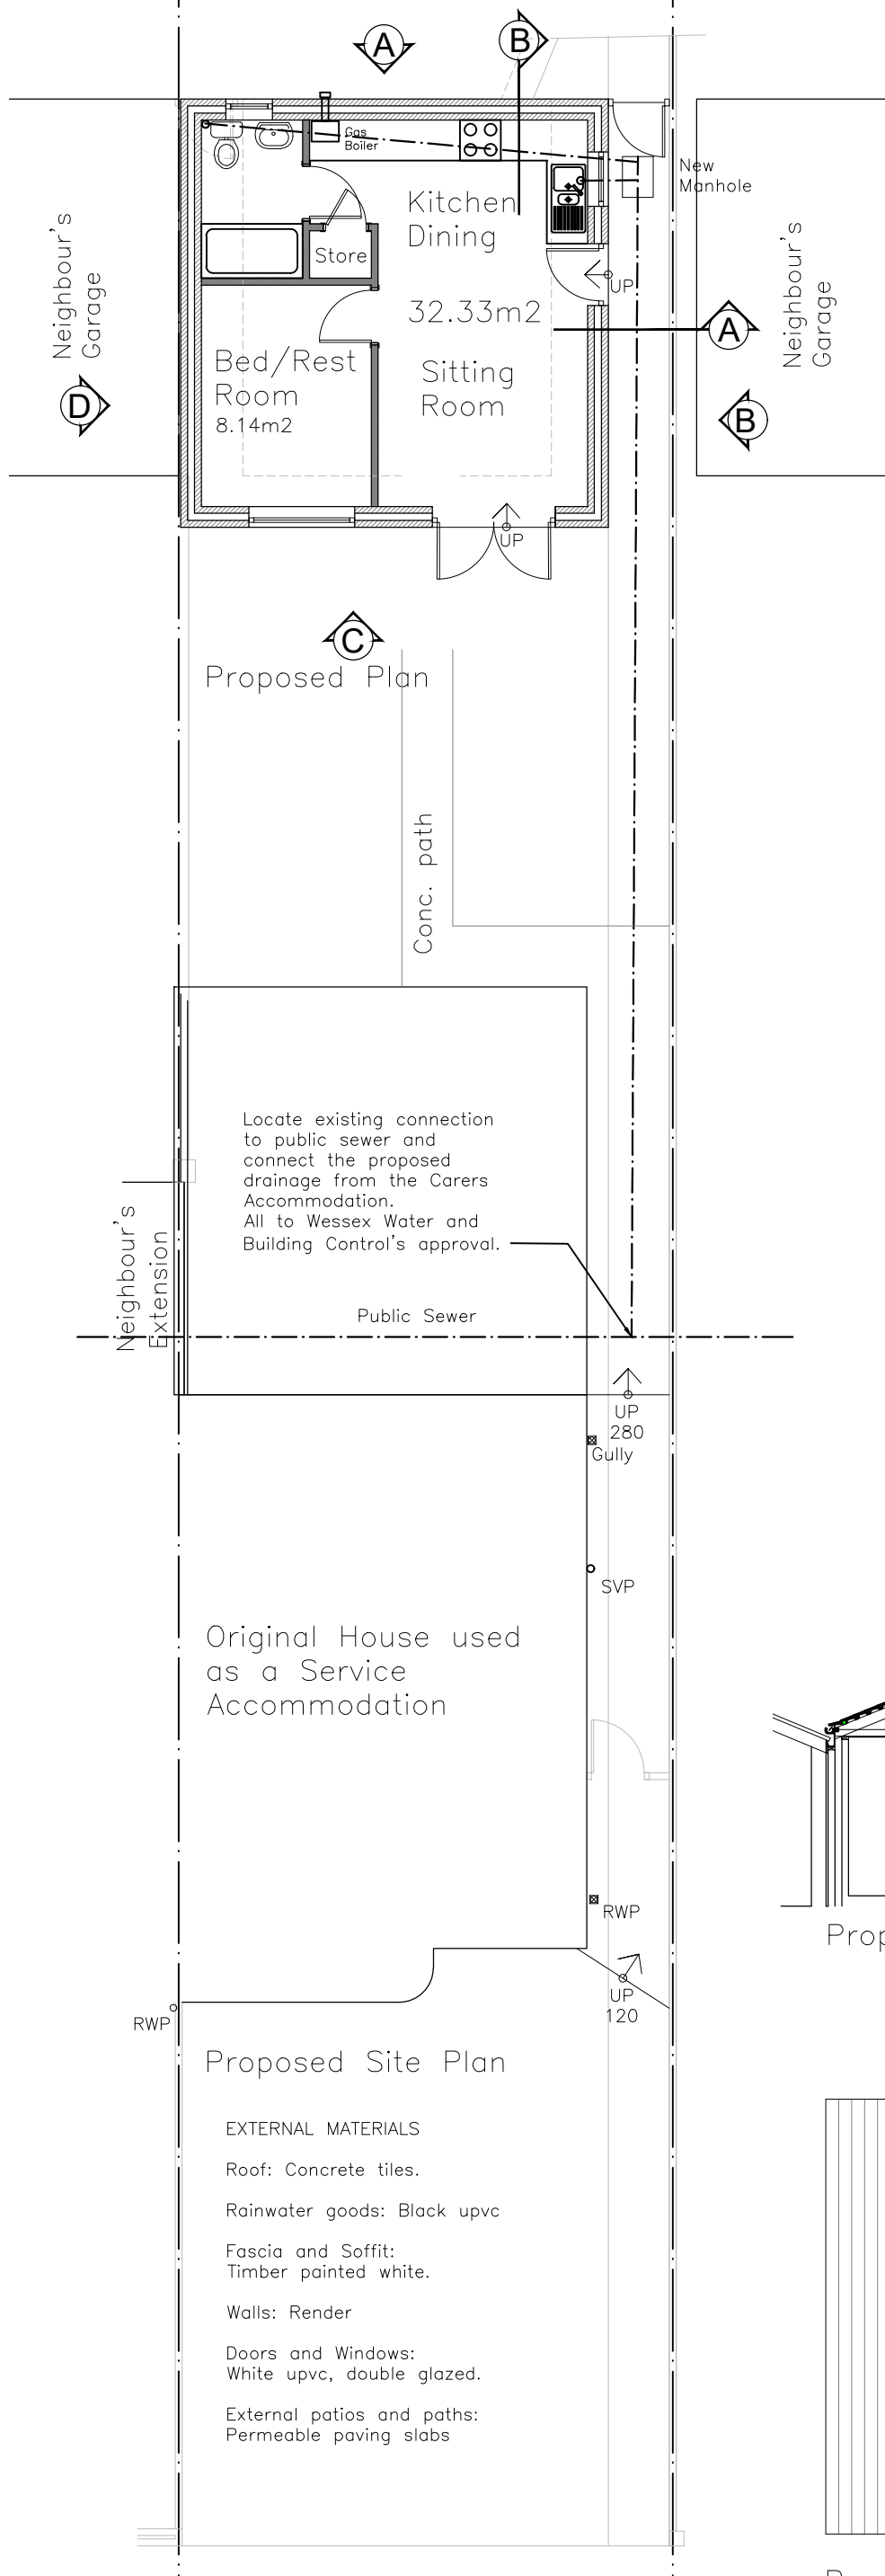 A
B
Gas
Boiler
New
Manhole
Kitchen
Dining
Store
UP
Neighbour's
Garage
Neighbour's
Garage
32.33m2
A
Bed/Rest
Room
8.14m2
Sitting
Room
D
B
UP
C
Proposed Plan
Conc. path
Locate existing connection
to public sewer and
connect the proposed
drainage from the Carers
Accommodation.
All to Wessex Water and
Building Control's approval.
Neighbour's
Extension
Public Sewer
UP
280
Gully
SVP
Original House used
as a Service
Accommodation
RWP
UP
120
RWP
Proposed Site Plan
EXTERNAL MATERIALS
Roof: Concrete tiles.
Rainwater goods: Black upvc
Fascia and Soffit:
Timber painted white.
Walls: Render
Doors and Windows:
White upvc, double glazed.
External patios and paths:
Permeable paving slabs